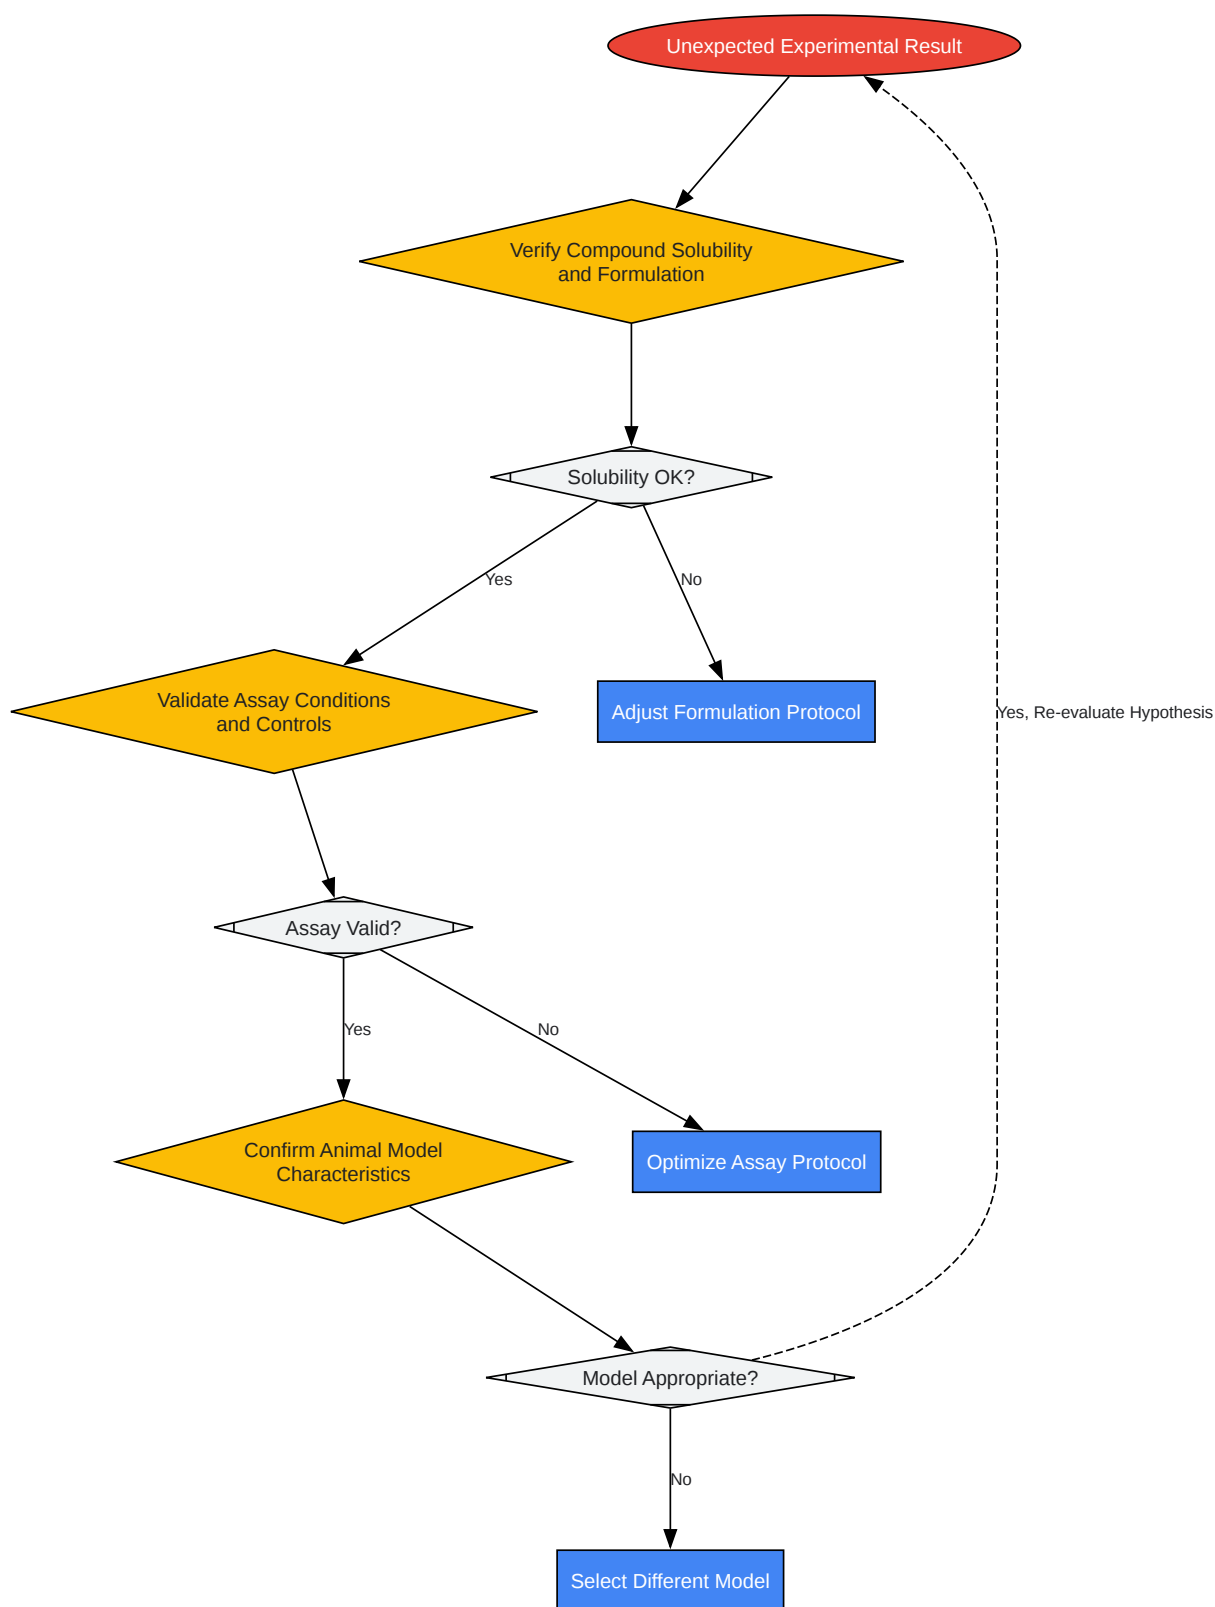 Unexpected Experimental Result
Verify Compound Solubility
and Formulation
Solubility OK?
Yes
No
Validate Assay Conditions
and Controls
Adjust Formulation Protocol
Yes, Re-evaluate Hypothesis
Assay Valid?
Yes
No
Confirm Animal Model
Characteristics
Optimize Assay Protocol
Model Appropriate?
No
Select Different Model